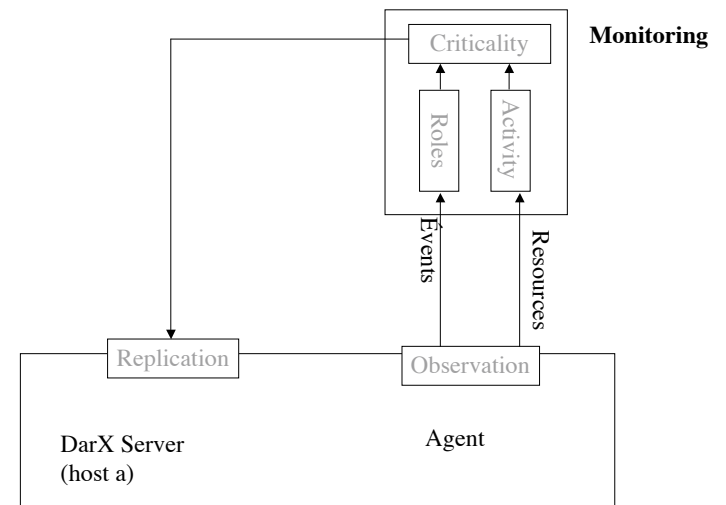 Criticality
Monitoring
Roles
Activity
Events
Resources
Replication
Observation
DarX Server
(host a)
Agent